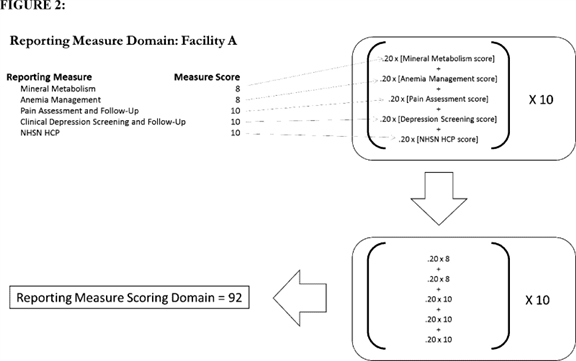 FIGURE 2:
Reporting Measure Domain: Facility A
Reporting Measure Measure Score
Mineral Metabolism 8
Anemia Management 8
Pain Assessment and Follow-Up 10
Clinical Depression Screening and Follow-Up 10
NHSN HCP 10
.20 x [Mineral Metabolism score]
+
.20 x [Anemia Management score]
+
.20 x [Pain Assessment score]
+
.20 x [Depression Screening score]
+
.20 x [NHSN HCP score]
X 10
.20 x 8
+
.20 x 8
+
.20 x 10
+
.20 x 10
+
.20 x 10
X 10
Reporting Measure Scoring Domain = 92